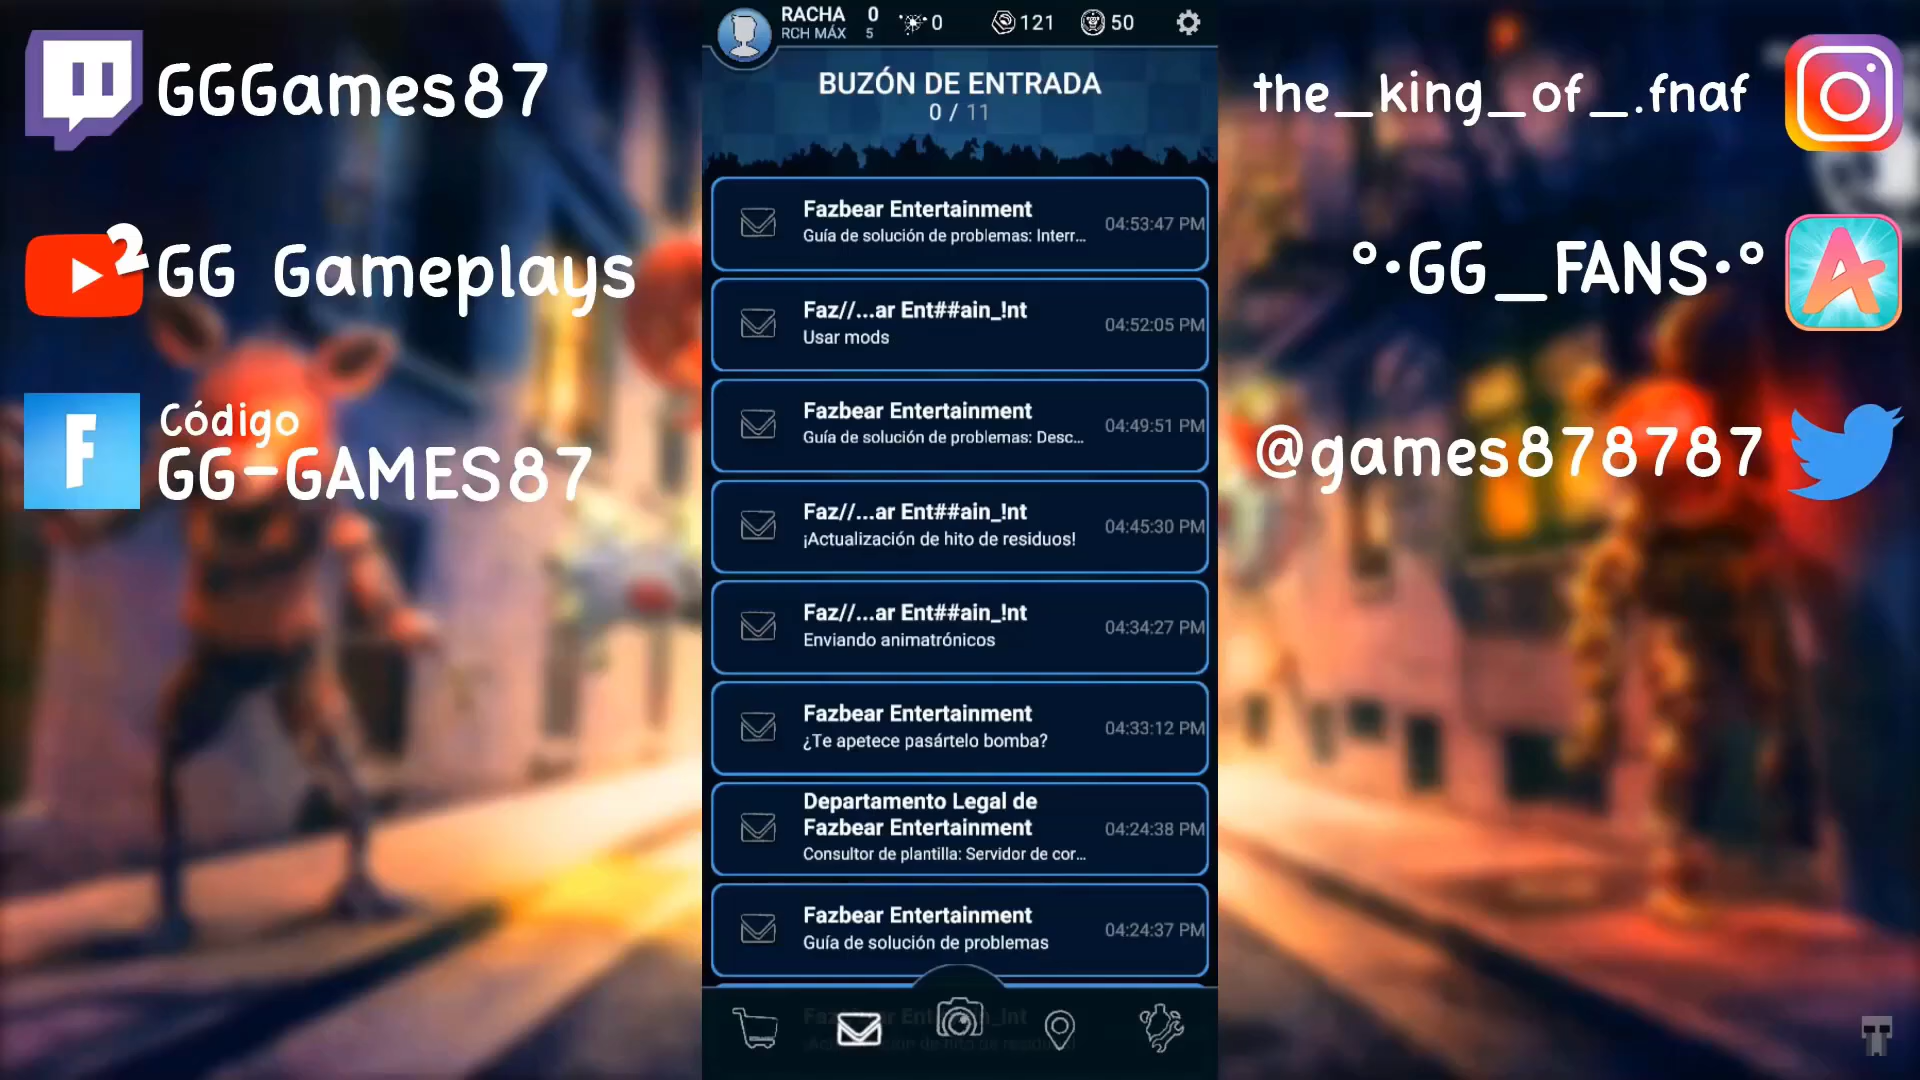 GGGames87
2
GG Gameplays
Código
GG-GAMES87
RACHA 0
RCH MÁX 5
0
121
50
BUZÓN DE ENTRADA
0 / 11
Fazbear Entertainment
Guía de solución de problemas: Interr...
04:53:47 PM
Faz//...ar Ent##ain_!nt
Usar mods
04:52:05 PM
Fazbear Entertainment
Guía de solución de problemas: Desc...
04:49:51 PM
Faz//...ar Ent##ain_!nt
¡Actualización de hito de residuos!
04:45:30 PM
Faz//...ar Ent##ain_!nt
Enviando animatrónicos
04:34:27 PM
Fazbear Entertainment
¿Te apetece pasártelo bomba?
04:33:12 PM
Departamento Legal de
Fazbear Entertainment
Consultor de plantilla: Servidor de cor...
04:24:38 PM
Fazbear Entertainment
Guía de solución de problemas
04:24:37 PM
the_king_of_.fnaf
°·GG_FANS·°
@games878787